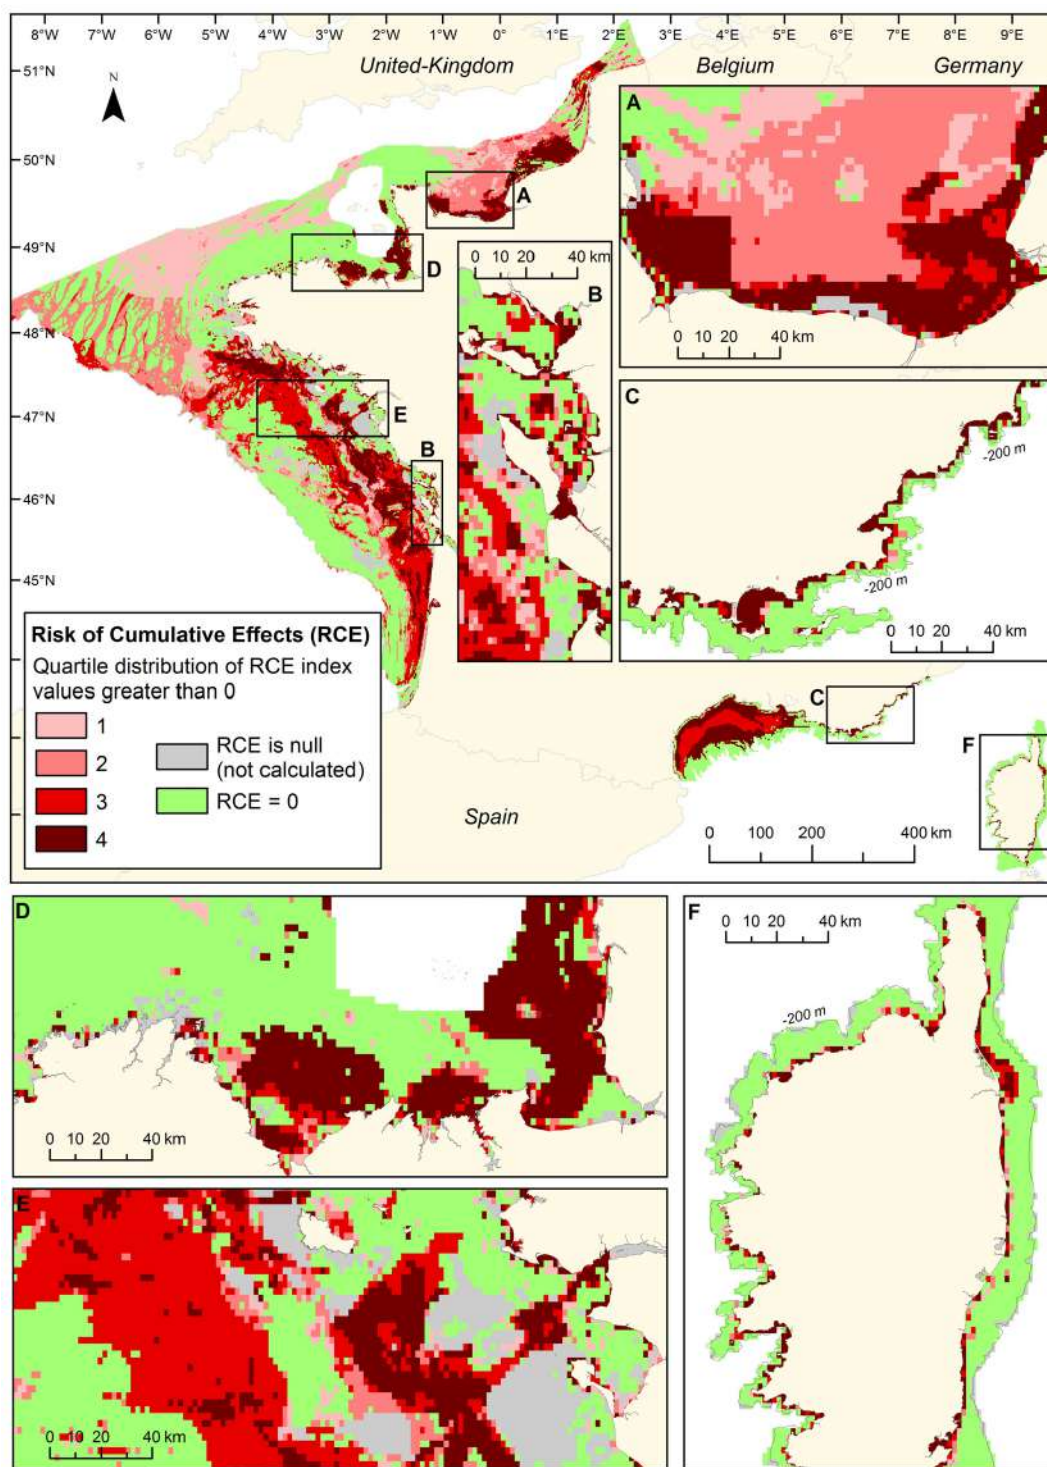 8°W 7°W 6°W 5°W 4°W 3°W 2°W 1°W 0° 1°E 2°E 3°E 4°E 5°E 6°E 7°E 8°E 9°E
51°N
50°N
49°N
48°N
47°N
46°N
45°N
N
United-Kingdom
Belgium
Germany
A
D
E
B
C
F
Spain
0 100 200 400 km
Risk of Cumulative Effects (RCE)
Quartile distribution of RCE index
values greater than 0
1
2
3
4
RCE is null
(not calculated)
RCE = 0
A
0 10 20 40 km
0 20 40 km
B
C
-200 m
-200 m
0 10 20 40 km
D
0 10 20 40 km
E
0 10 20 40 km
F
0 10 20 40 km
-200 m